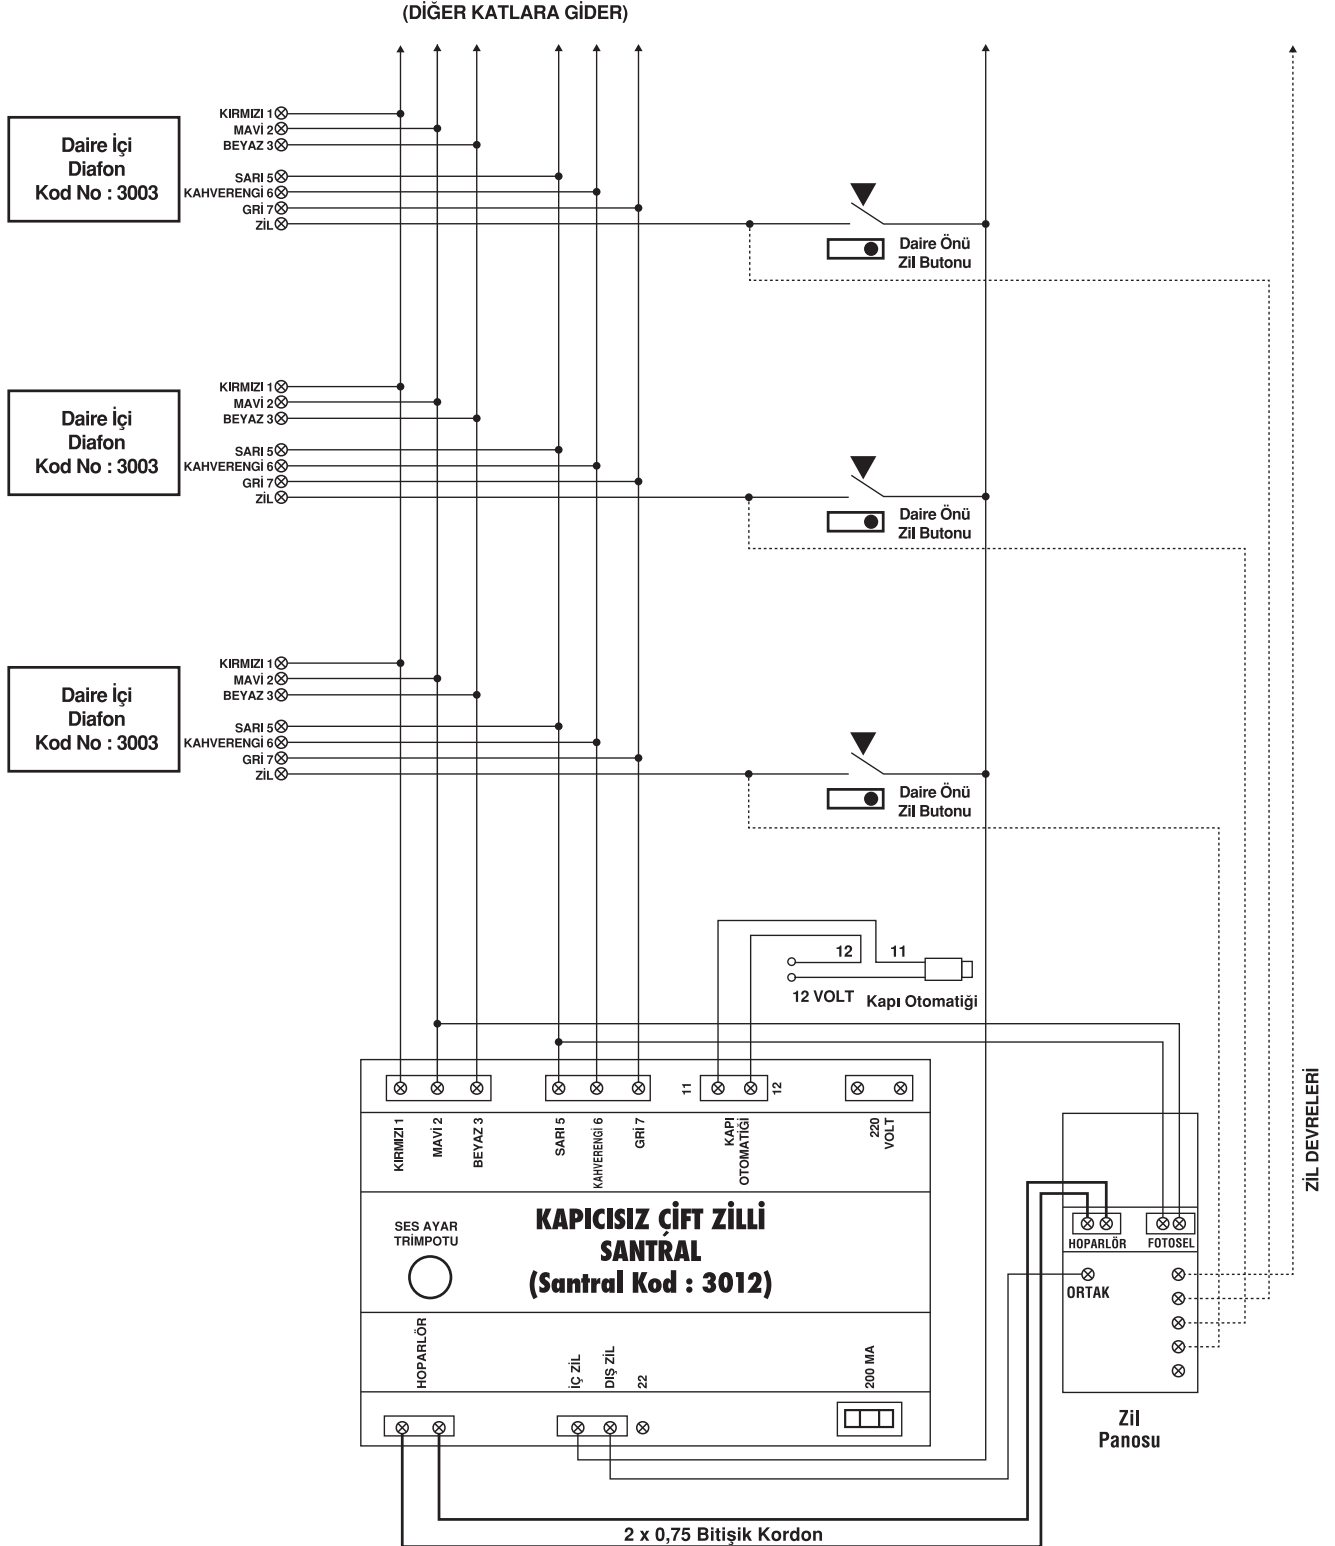 (DİĞER KATLARA GİDER)
Daire İçi
Diafon
Kod No : 3003
KIRMIZI 1
MAVİ 2
BEYAZ 3
SARI 5
KAHVERENGİ 6
GRİ 7
ZİL
Daire Önü
Zil Butonu
Daire İçi
Diafon
Kod No : 3003
KIRMIZI 1
MAVİ 2
BEYAZ 3
SARI 5
KAHVERENGİ 6
GRİ 7
ZİL
Daire Önü
Zil Butonu
Daire İçi
Diafon
Kod No : 3003
KIRMIZI 1
MAVİ 2
BEYAZ 3
SARI 5
KAHVERENGİ 6
GRİ 7
ZİL
Daire Önü
Zil Butonu
12
11
12 VOLT
Kapı Otomatiği
11
12
KIRMIZI 1
MAVİ 2
BEYAZ 3
SARI 5
KAHVERENGİ 6
GRİ 7
KAPI
OTOMATİĞİ
220
VOLT
SES AYAR
TRİMPOTU
KAPICISIZ ÇİFT ZİLLİ
SANTRAL
(Santral Kod : 3012)
HOPARLÖR
İÇ ZİL
DIŞ ZİL
22
200 MA
HOPARLÖR
FOTOSEL
ORTAK
Zil
Panosu
ZİL DEVRELERİ
2 x 0,75 Bitişik Kordon